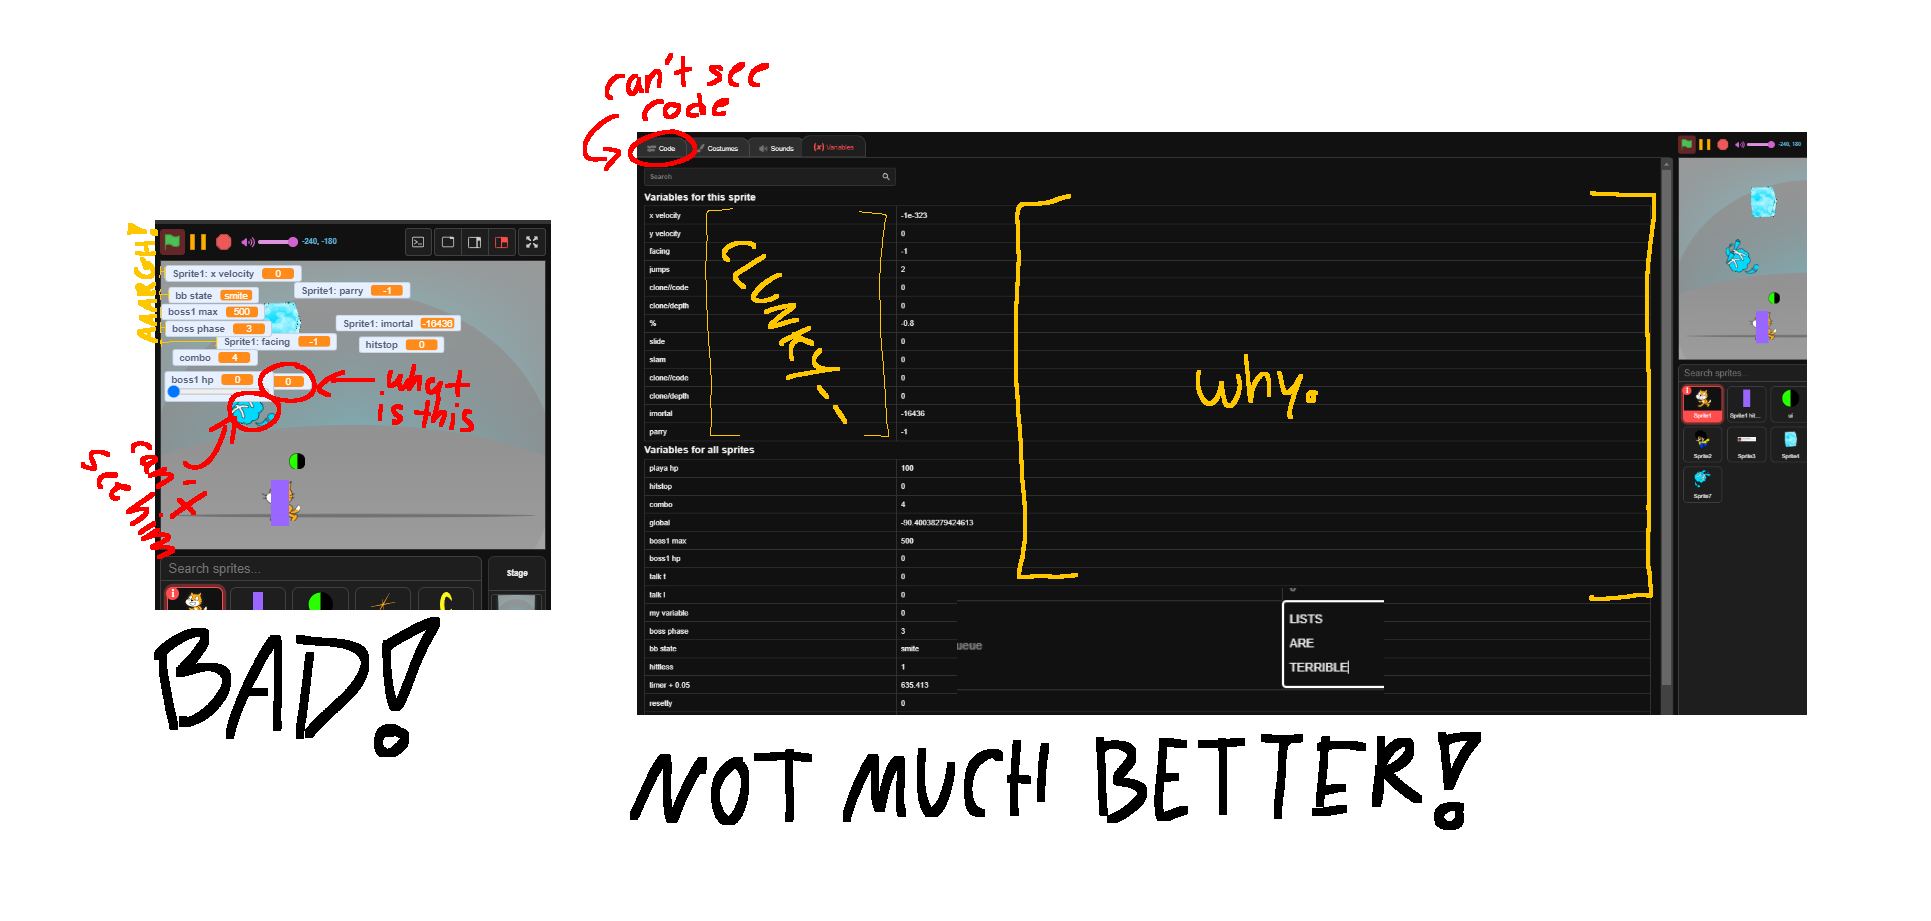 can't see
code
Code
Costumes
Sounds
(x) Variables
-240, 180
Search
Variables for this sprite
x velocity -1e-323
y velocity 0
facing -1
jumps 2
clone//code 0
clone/depth 0
% -0.8
slide 0
slam 0
clone//code 0
clone/depth 0
imortal -16436
parry -1
CLUNKY...
why.
Variables for all sprites
playa hp 100
hitstop 0
combo 4
global -90.40038279424613
boss1 max 500
boss1 hp 0
talk t 0
talk i 0
my variable 0
boss phase 3
bb state smite
hitless 1
timer + 0.05 635.413
resetly 0
ueue
LISTS
ARE
TERRIBLE
Search sprites...
Sprite1
Sprite1 hit...
ui
Sprite2
Sprite3
Sprite4
Sprite7
NOT MUCH BETTER!
AAARGH!
-240, -180
Sprite1: x velocity 0
Sprite1: parry -1
bb state smite
boss1 max 500
Sprite1: imortal -16436
boss phase 3
Sprite1: facing -1
hitstop 0
combo 4
boss1 hp 0
0
what
is this
can't
see him
Search sprites...
Stage
BAD!